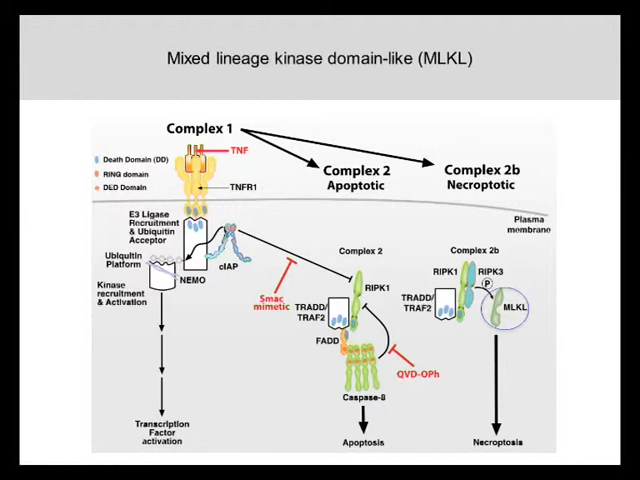 Mixed lineage kinase domain-like (MLKL)
Complex 1
TNF
Death Domain (DD)
RING domain
DED Domain
TNFR1
Complex 2
Apoptotic
Complex 2b
Necroptotic
Plasma
membrane
E3 Ligase
Recruitment
& Ubiquitin
Acceptor
Ubiquitin
Platform
cIAP
NEMO
Kinase
recruitment
& Activation
Smac
mimetic
Complex 2
RIPK1
TRADD/
TRAF2
FADD
QVD-OPh
Caspase-8
Complex 2b
RIPK1
RIPK3
P
TRADD/
TRAF2
MLKL
Transcription
Factor
activation
Apoptosis
Necroptosis